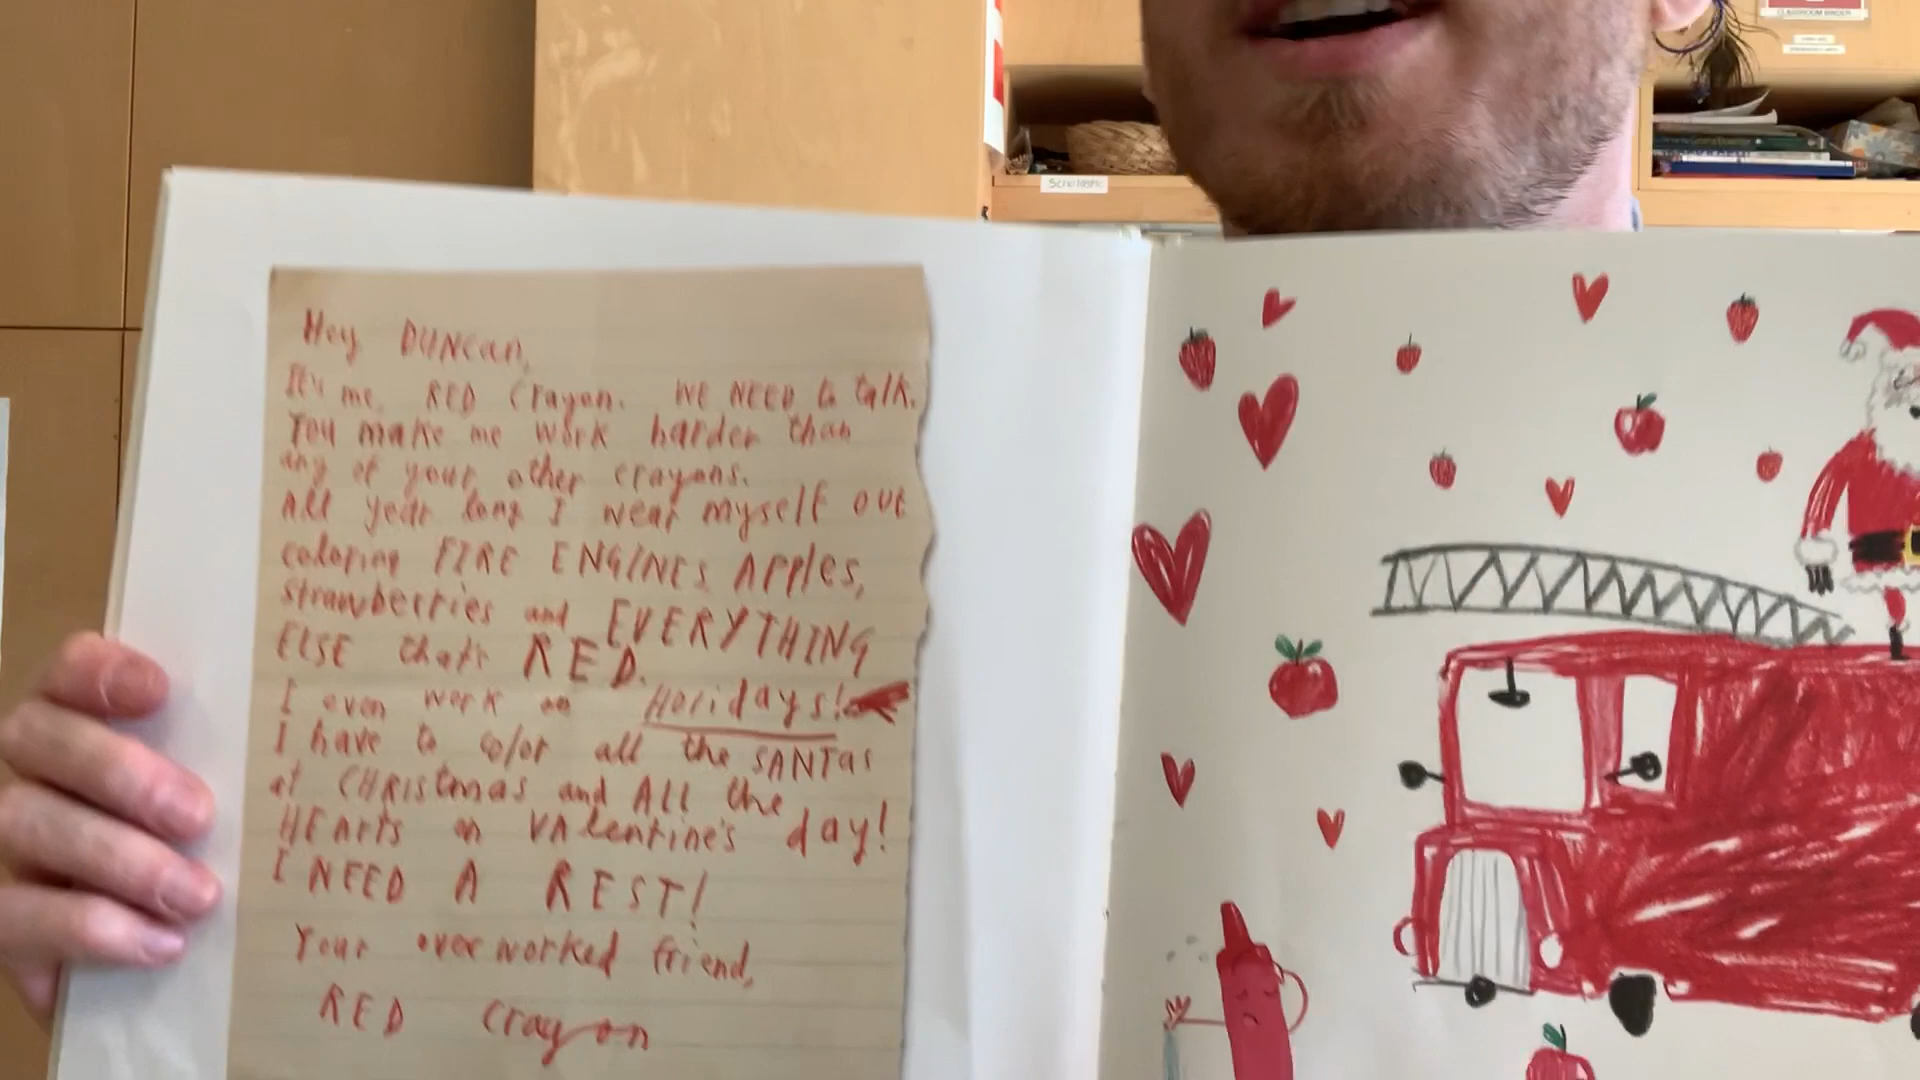 CLASSROOM BINDER
Scholastic
Hey DUNCan,
It's me, RED Crayon. WE NEED to talk.
You make me work harder than
any of your other crayons.
All year long I wear myself out
coloring FIRE ENGINES, APPles,
strawberries and EVERYTHING
ELSE that's RED.
I even work on Holidays!
I have to color all the SANTas
at CHRistmas and All the
HEARts on VAlentine's day!
I NEED A REST!
Your overworked friend,
RED crayon